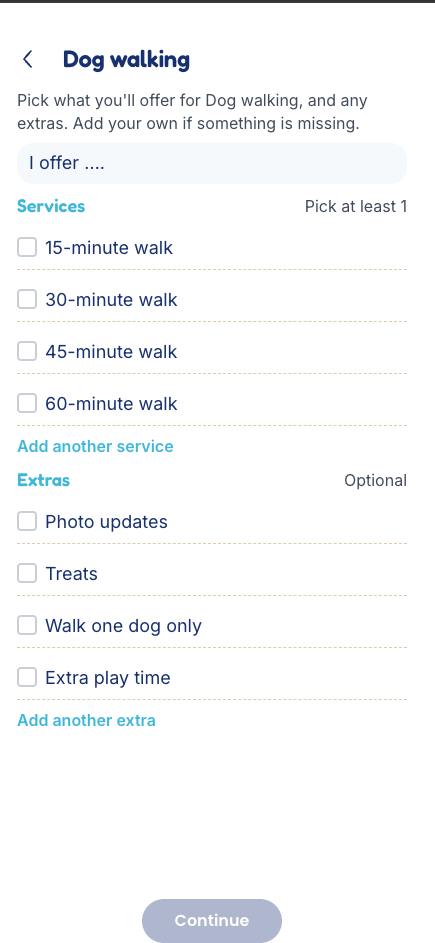 Dog walking
Pick what you'll offer for Dog walking, and any
extras. Add your own if something is missing.
I offer ....
Services
Pick at least 1
15-minute walk
30-minute walk
45-minute walk
60-minute walk
Add another service
Extras
Optional
Photo updates
Treats
Walk one dog only
Extra play time
Add another extra
Continue